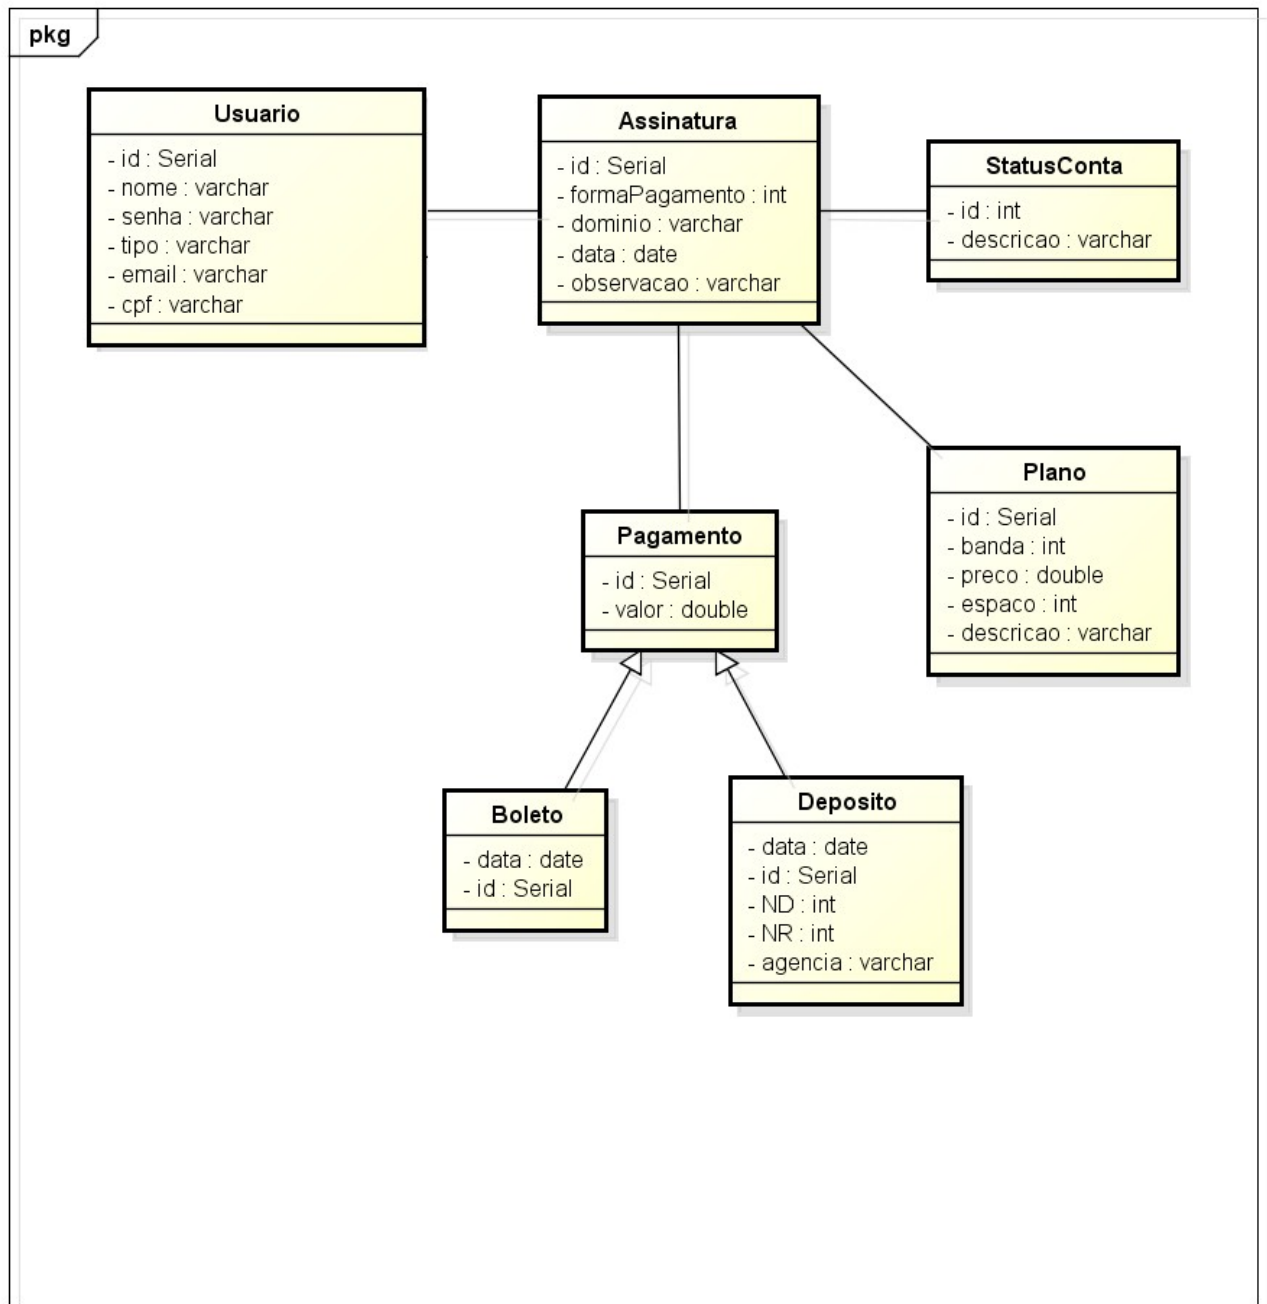 pkg
Usuario
- id : Serial
- nome : varchar
- senha : varchar
- tipo : varchar
- email : varchar
- cpf : varchar
Assinatura
- id : Serial
- formaPagamento : int
- dominio : varchar
- data : date
- observacao : varchar
StatusConta
- id : int
- descricao : varchar
Pagamento
- id : Serial
- valor : double
Plano
- id : Serial
- banda : int
- preco : double
- espaco : int
- descricao : varchar
Boleto
- data : date
- id : Serial
Deposito
- data : date
- id : Serial
- ND : int
- NR : int
- agencia : varchar